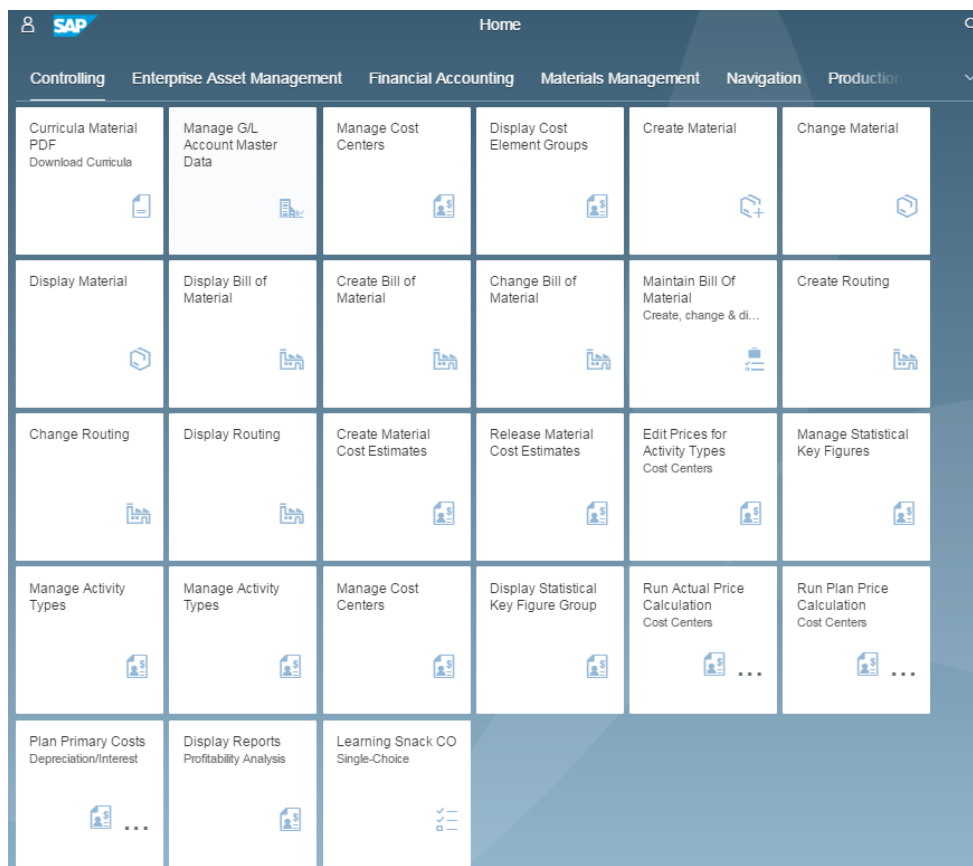 SAP
Home
Controlling
Enterprise Asset Management
Financial Accounting
Materials Management
Navigation
Production
Curricula Material
PDF
Download Curricula
Manage G/L
Account Master
Data
Manage Cost
Centers
Display Cost
Element Groups
Create Material
Change Material
Display Material
Display Bill of
Material
Create Bill of
Material
Change Bill of
Material
Maintain Bill Of
Material
Create, change & di...
Create Routing
Change Routing
Display Routing
Create Material
Cost Estimates
Release Material
Cost Estimates
Edit Prices for
Activity Types
Cost Centers
Manage Statistical
Key Figures
Manage Activity
Types
Manage Activity
Types
Manage Cost
Centers
Display Statistical
Key Figure Group
Run Actual Price
Calculation
Cost Centers
...
Run Plan Price
Calculation
Cost Centers
...
Plan Primary Costs
Depreciation/Interest
...
Display Reports
Profitability Analysis
Learning Snack CO
Single-Choice